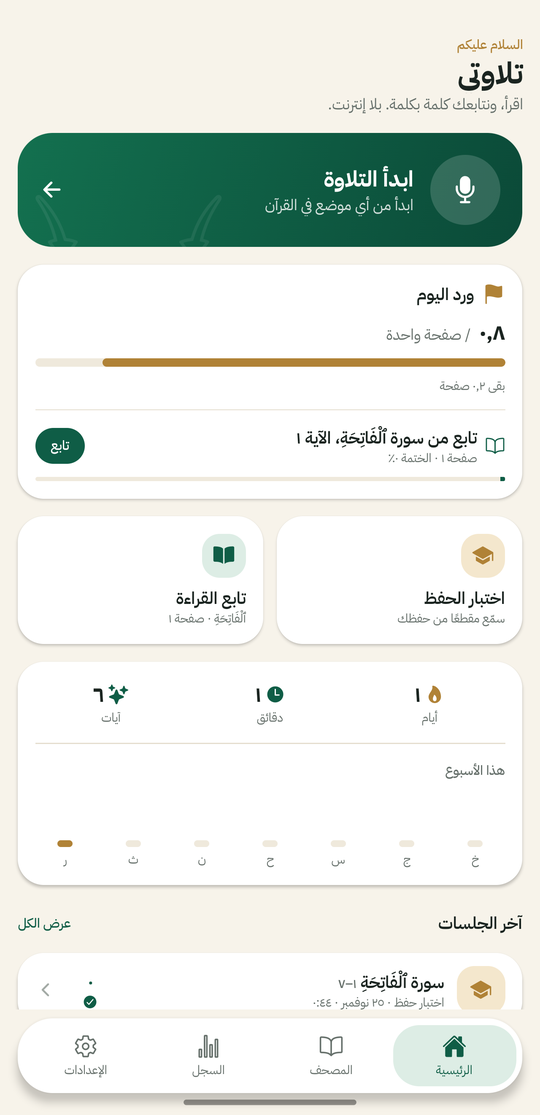 السلام عليكم
تلاوتي
اقرأ، ونتابعك كلمة بكلمة. بلا إنترنت.
ابدأ التلاوة
ابدأ من أي موضع في القرآن
ورد اليوم
٠,٨ / صفحة واحدة
بقي ٠,٢ صفحة
تابع من سورة ٱلْفَاتِحَةِ، الآية ١
صفحة ١ · الختمة ٠٪
تابع
اختبار الحفظ
سمّع مقطعًا من حفظك
تابع القراءة
ٱلْفَاتِحَةِ · صفحة ١
١
أيام
١
دقائق
٦
آيات
هذا الأسبوع
خ ج س ح ن ث ر
آخر الجلسات
عرض الكل
سورة ٱلْفَاتِحَةِ ١–٧
اختبار حفظ · ٢٥ نوفمبر · ٠:٤٤
الرئيسية
المصحف
السجل
الإعدادات